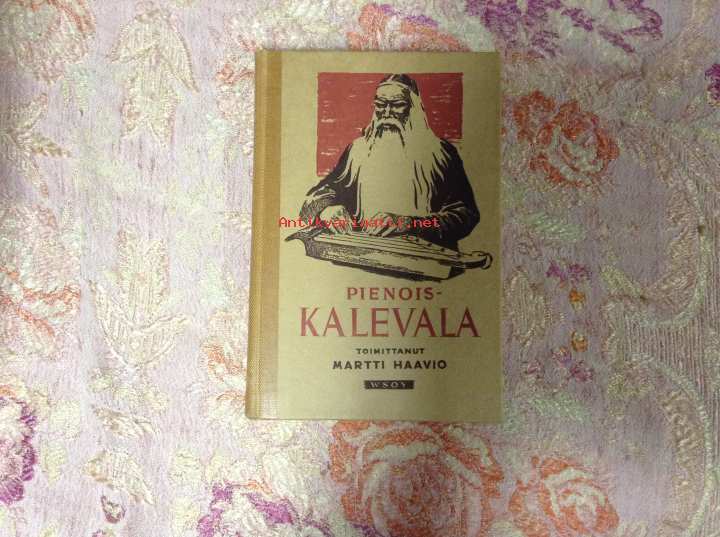 Antikvariaatti.net
PIENOIS-
KALEVALA
TOIMITTANUT
MARTTI HAAVIO
WSOY